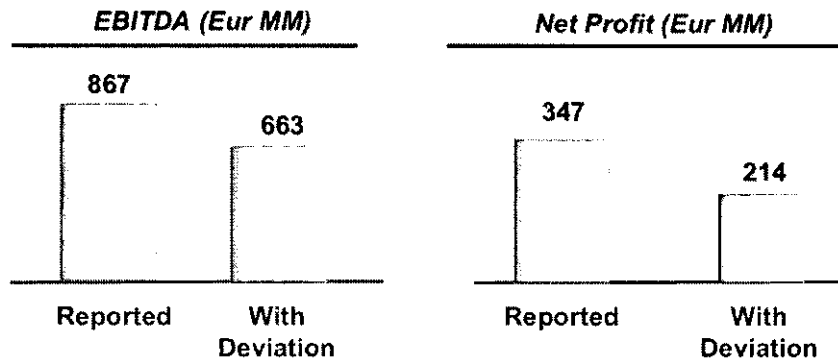 EBITDA (Eur MM)
867
663
Reported
With
Deviation
Net Profit (Eur MM)
347
214
Reported
With
Deviation